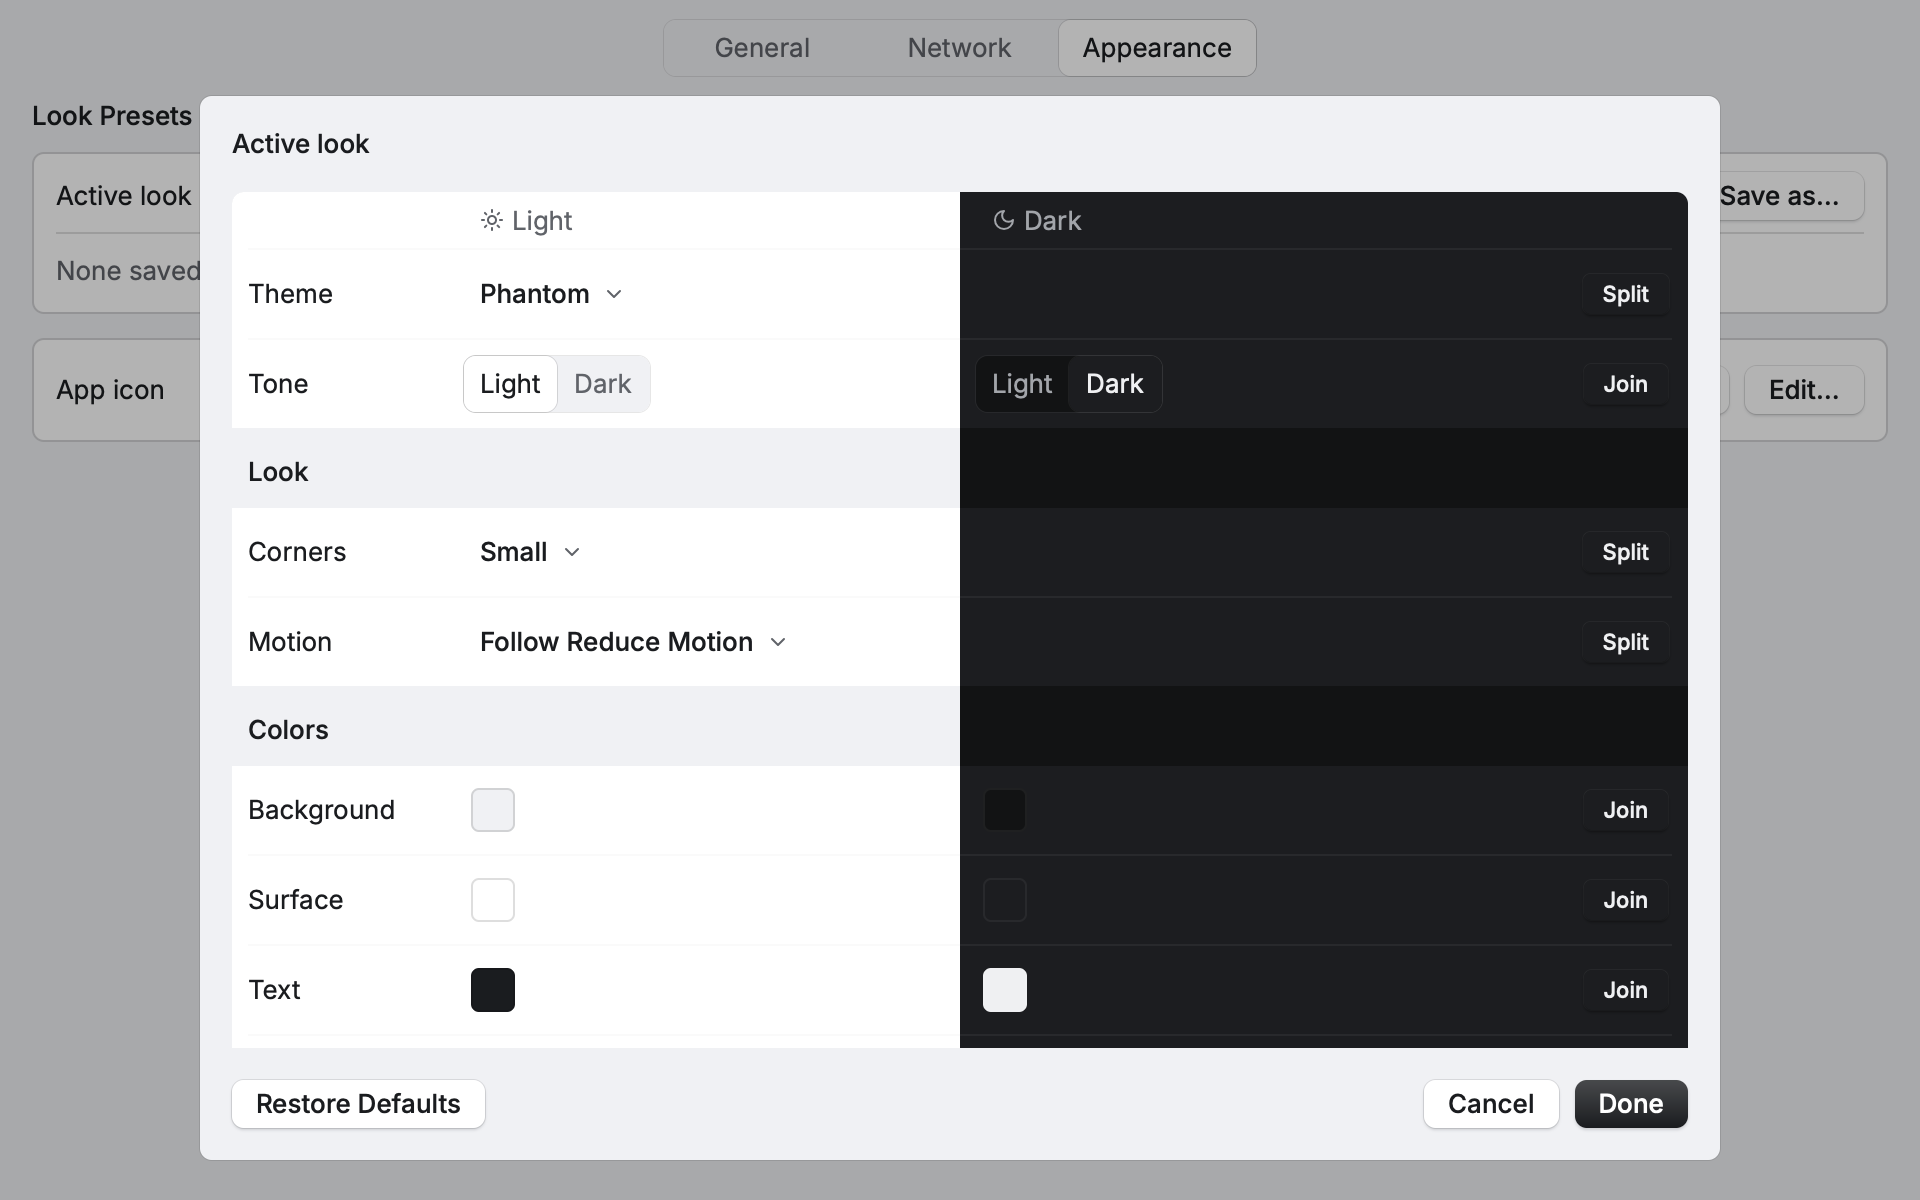 General Network Appearance
Look Presets
Active look
Save as...
None saved
App icon
Edit...
Active look
Light Dark
Theme Phantom Split
Tone Light Dark Light Dark Join
Look
Corners Small Split
Motion Follow Reduce Motion Split
Colors
Background Join
Surface Join
Text Join
Restore Defaults Cancel Done